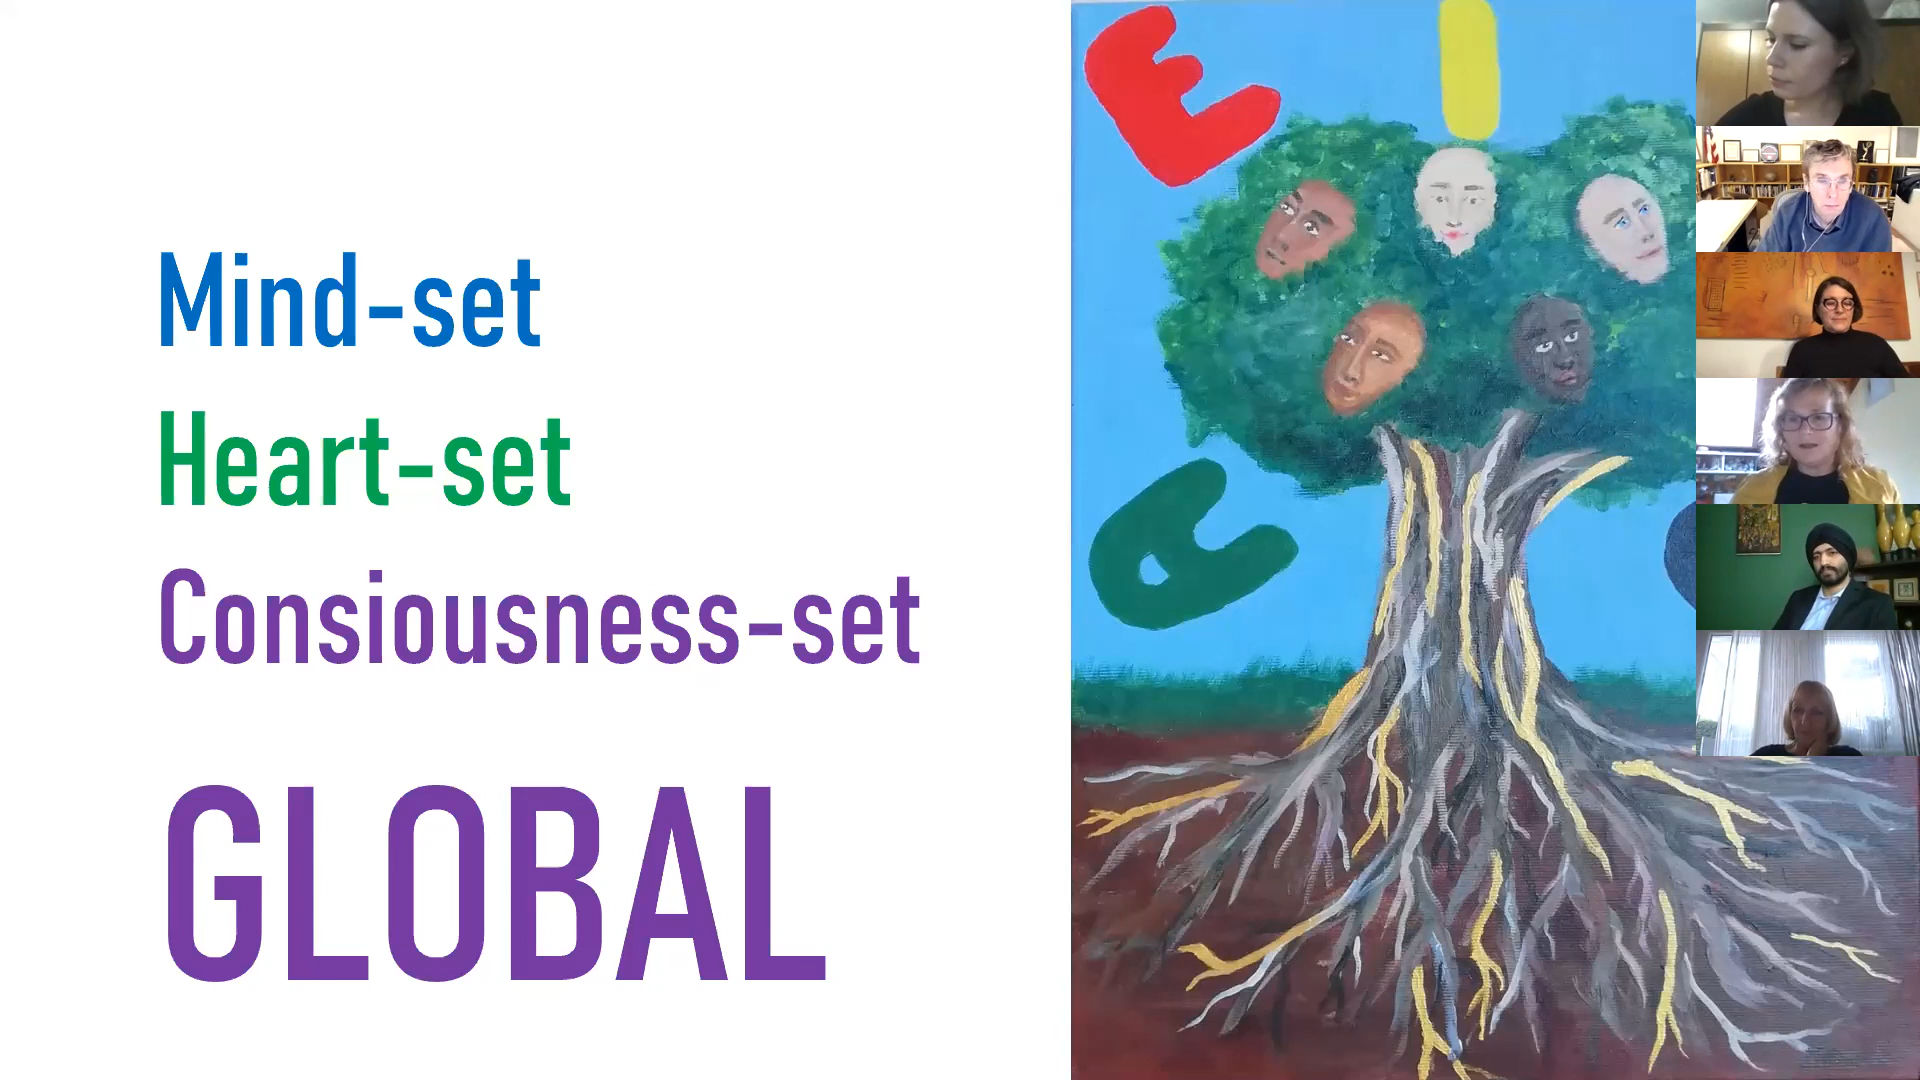 Mind-set
Heart-set
Consiousness-set
GLOBAL
E
I
A